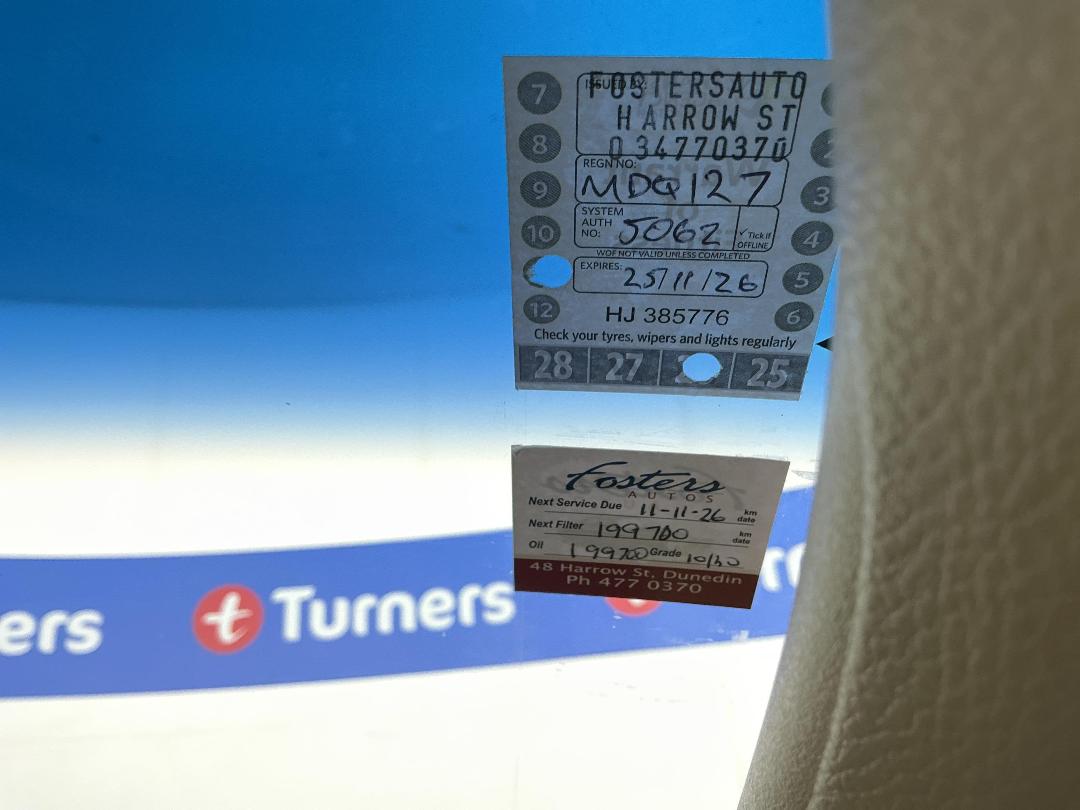 ISSUED BY:
FOSTERSAUTO
HARROW ST
034770370
REGN NO:
MDQ127
SYSTEM
AUTH
NO: 5062
✓ Tick if
OFFLINE
WOF NOT VALID UNLESS COMPLETED
EXPIRES: 25/11/26
HJ 385776
Check your tyres, wipers and lights regularly
7
8
9
10
12
3
4
5
6
28 27 25
Fosters
AUTOS
Next Service Due 11-11-26 km
date
Next Filter 199700 km
date
Oil 199700 Grade 10/30
48 Harrow St, Dunedin
Ph 477 0370
ers
t Turners